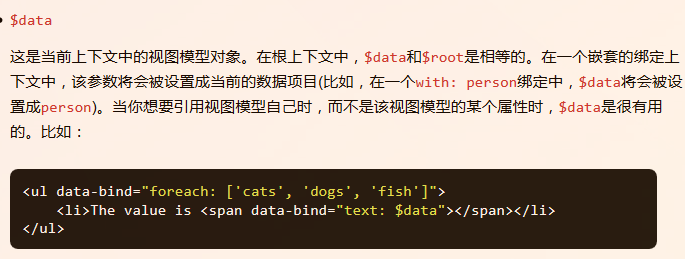 $data
这是当前上下文中的视图模型对象。在根上下文中，$data和$root是相等的。在一个嵌套的绑定上
下文中，该参数将会被设置成当前的数据项目(比如，在一个with: person绑定中，$data将会被设
置成person)。当你想要引用视图模型自己时，而不是该视图模型的某个属性时，$data是很有用
的。比如：
<ul data-bind="foreach: ['cats', 'dogs', 'fish']">
    <li>The value is <span data-bind="text: $data"></span></li>
</ul>